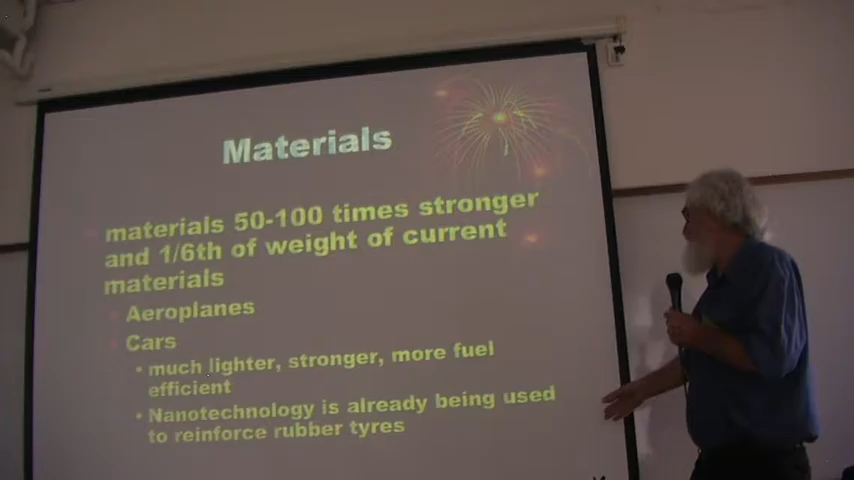 Materials
materials 50-100 times stronger
and 1/6th of weight of current
materials
Aeroplanes
Cars
• much lighter, stronger, more fuel
efficient
• Nanotechnology is already being used
to reinforce rubber tyres